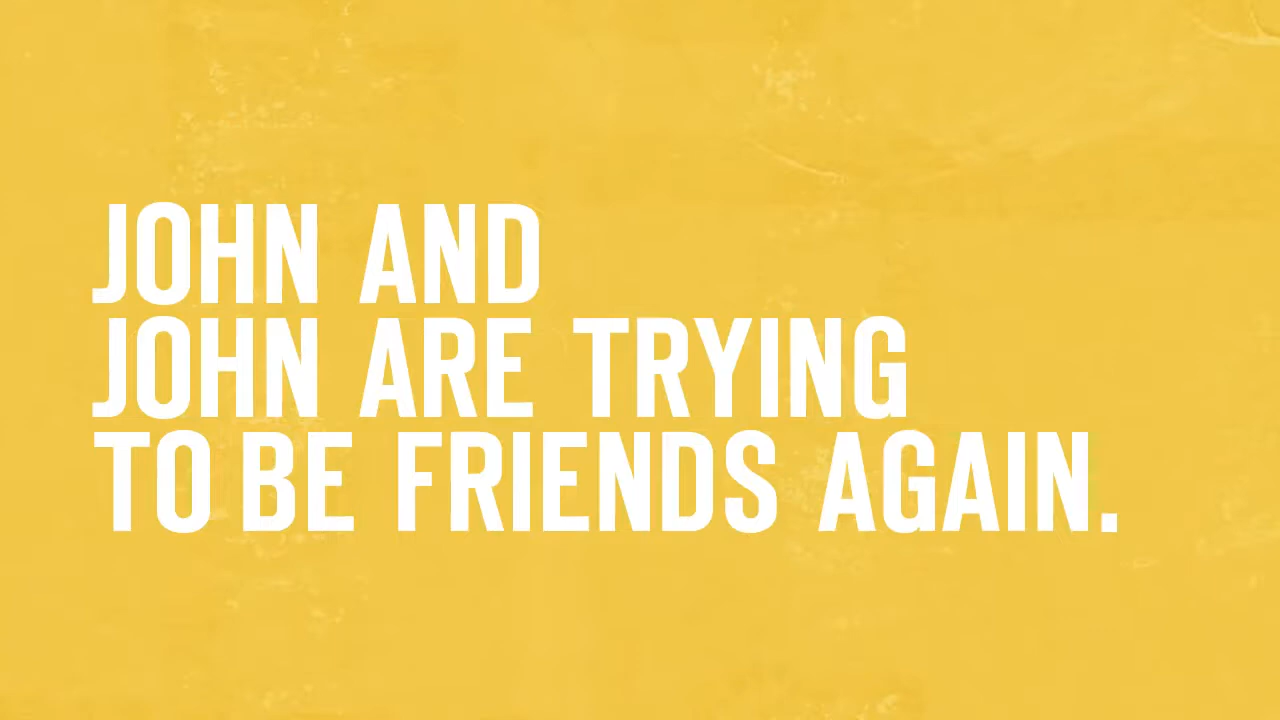 JOHN AND
JOHN ARE TRYING
TO BE FRIENDS AGAIN.